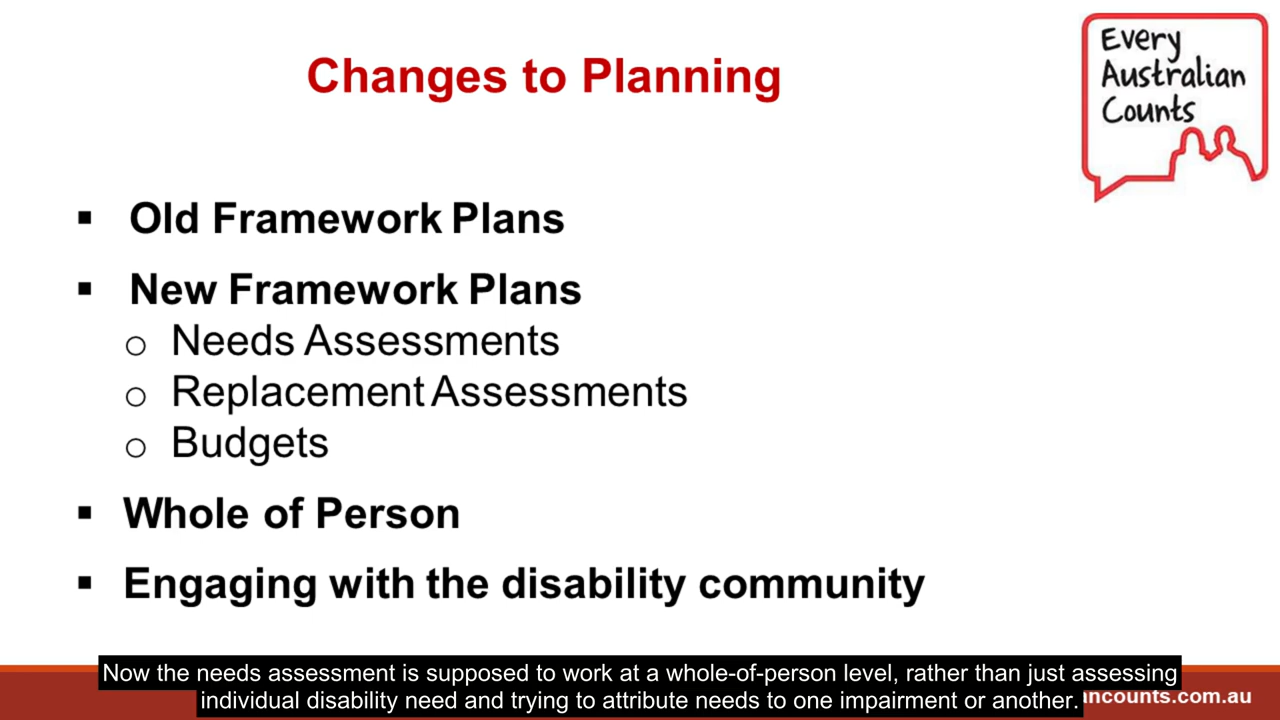 Changes to Planning
Every
Australian
Counts
▪ Old Framework Plans
▪ New Framework Plans
o Needs Assessments
o Replacement Assessments
o Budgets
▪ Whole of Person
▪ Engaging with the disability community
Now the needs assessment is supposed to work at a whole-of-person level, rather than just assessing
individual disability need and trying to attribute needs to one impairment or another.
ncounts.com.au